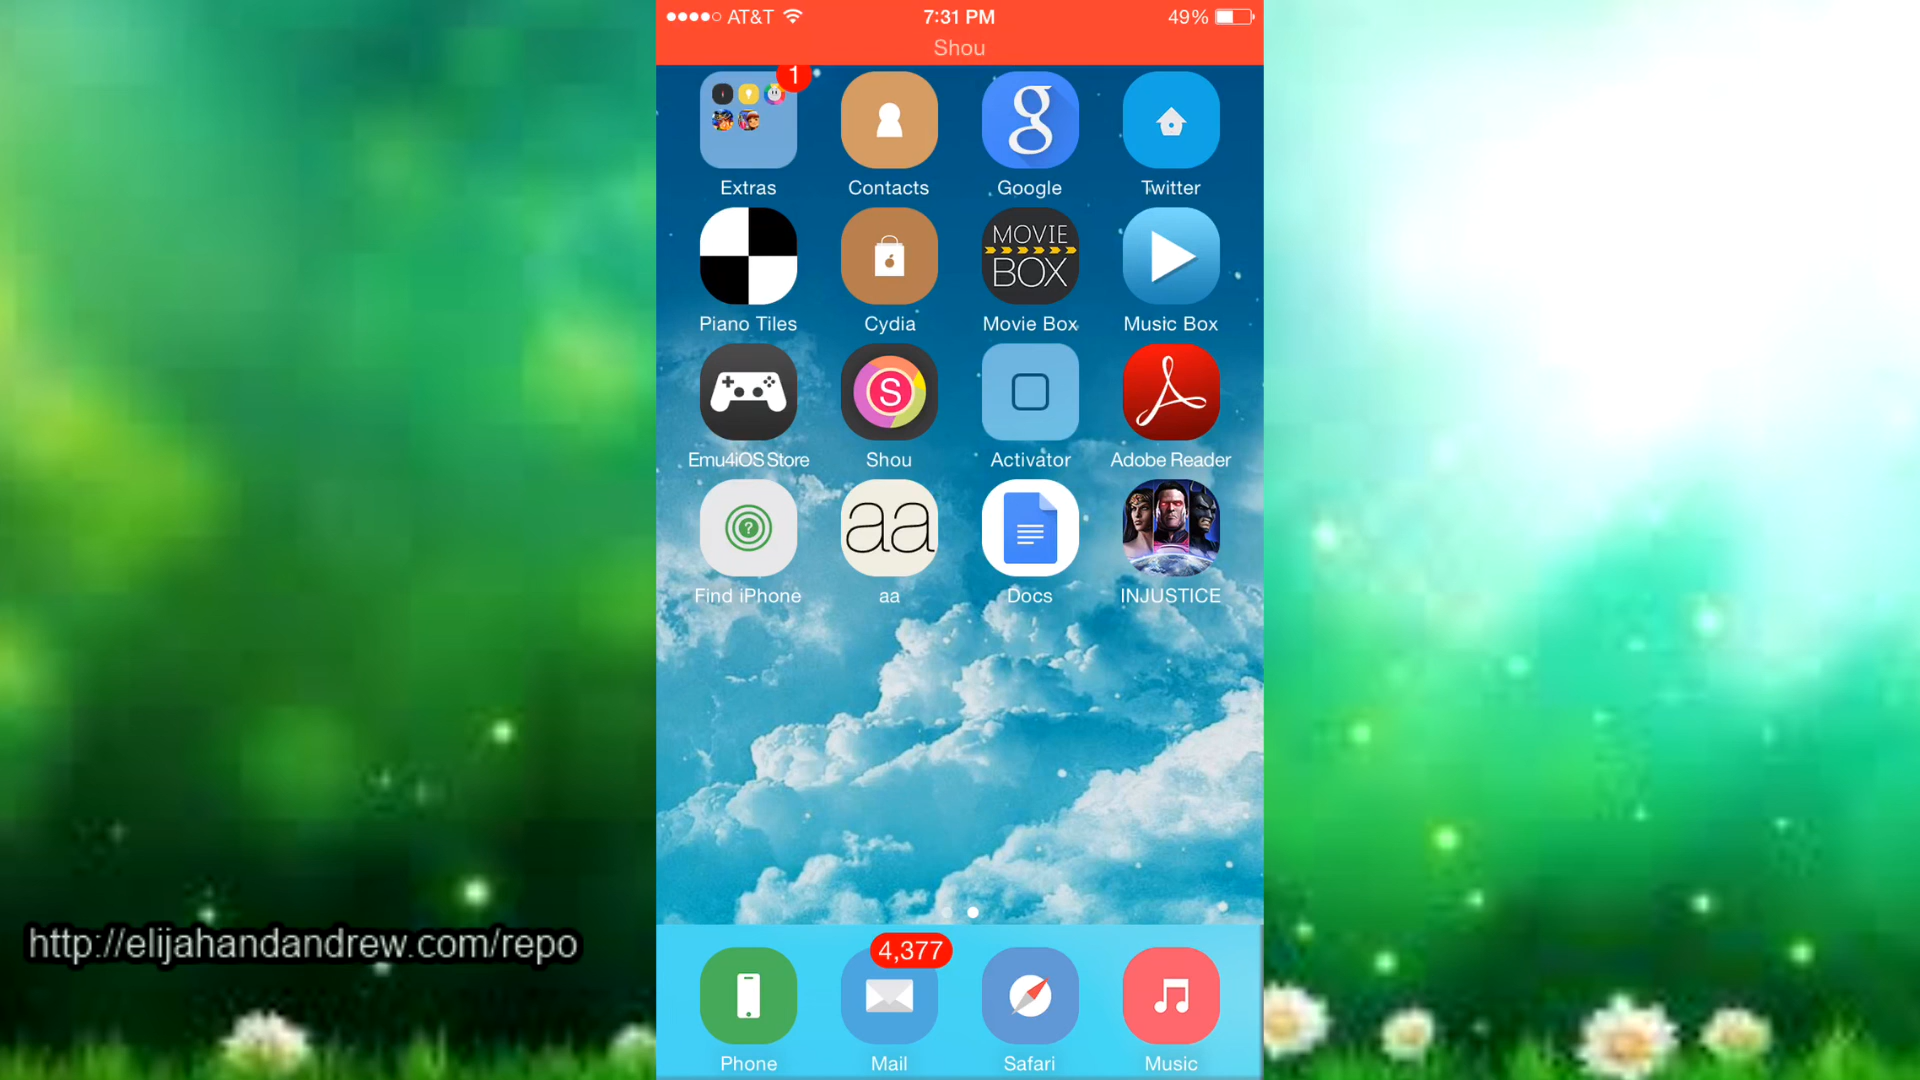 AT&T 7:31 PM 49%
Shou
1
g
Extras Contacts Google Twitter
MOVIE
BOX
Piano Tiles Cydia Movie Box Music Box
S
Emu4iOS Store Shou Activator Adobe Reader
? aa
Find iPhone aa Docs INJUSTICE
http://elijahandandrew.com/repo
4,377
Phone Mail Safari Music